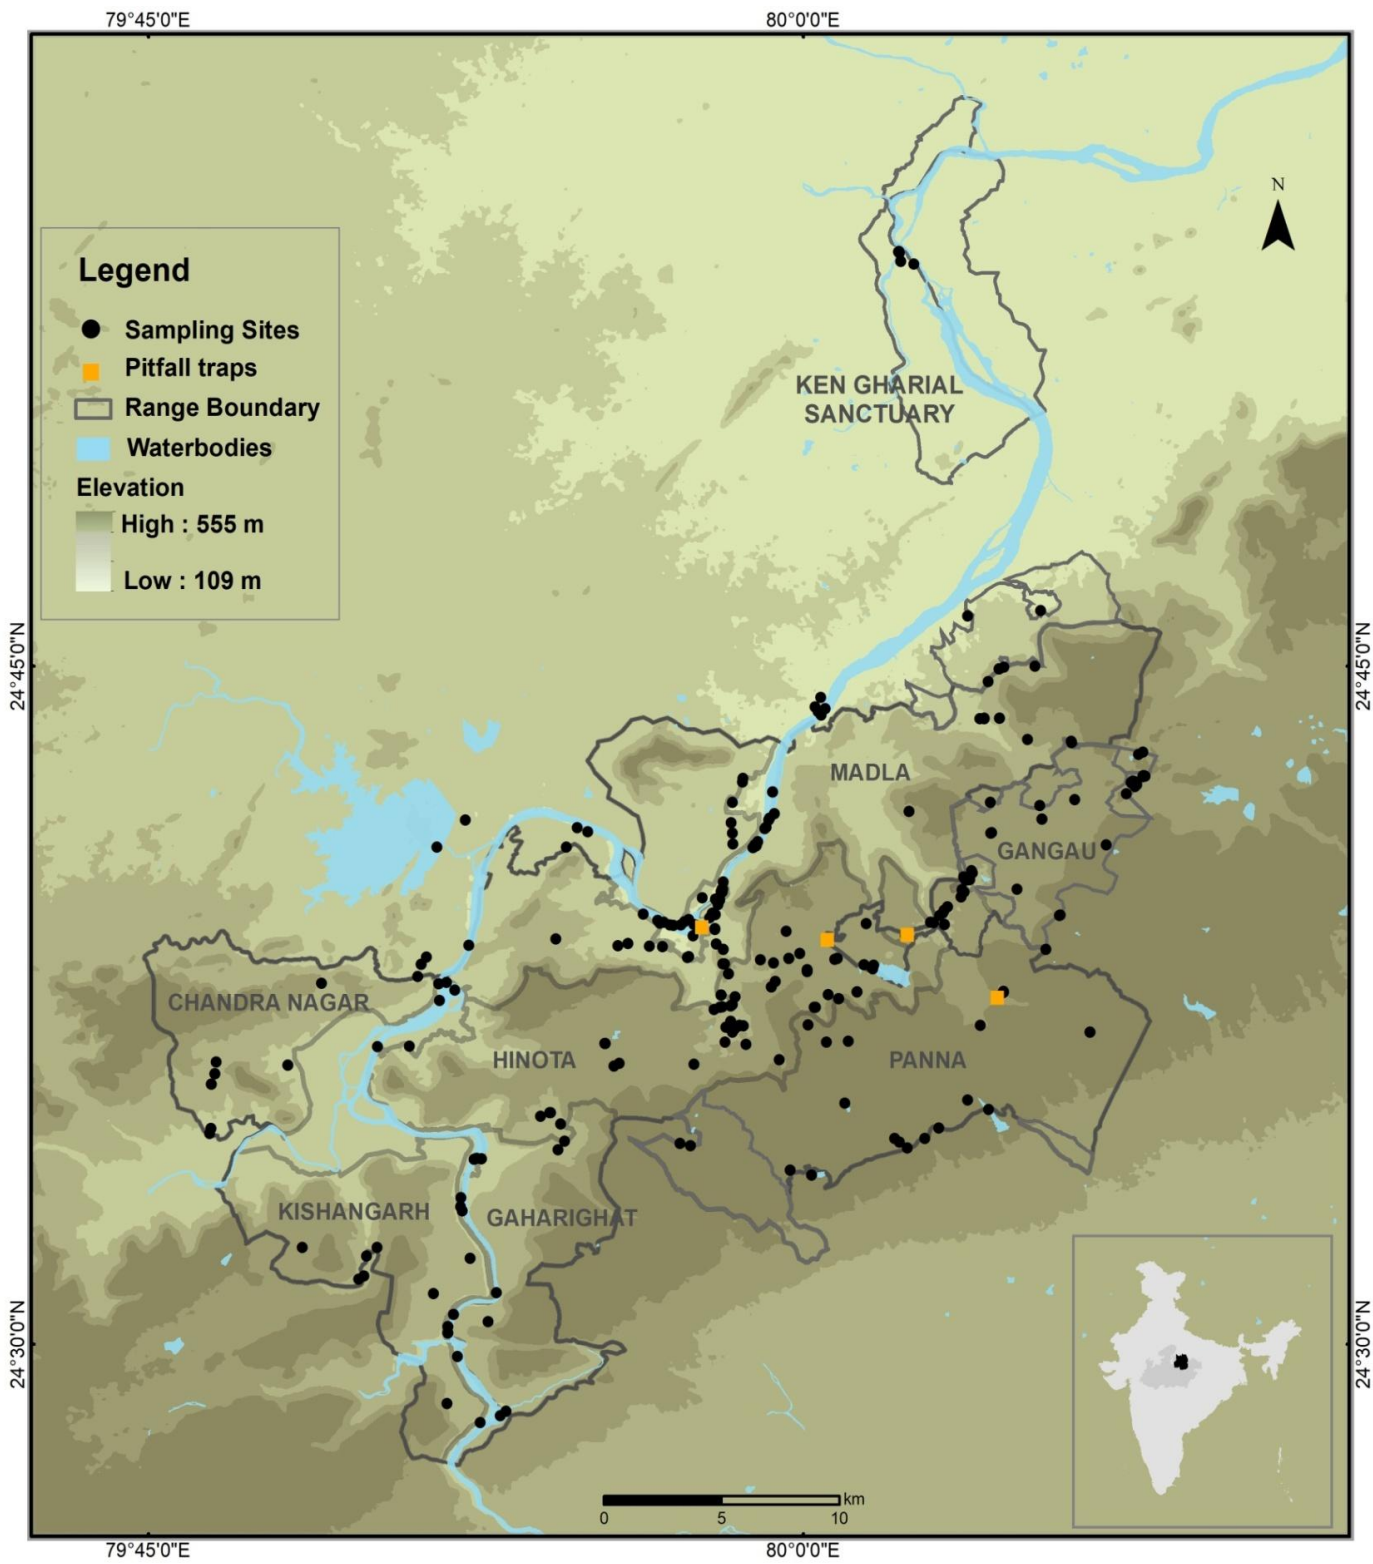 79°45'0"E
80°0'0"E
N
Legend
Sampling Sites
Pitfall traps
Range Boundary
Waterbodies
Elevation
High : 555 m
Low : 109 m
KEN GHARIAL
SANCTUARY
24°45'0"N
24°45'0"N
MADLA
GANGAU
CHANDRA NAGAR
HINOTA
PANNA
KISHANGARH
GAHARIGHAT
24°30'0"N
24°30'0"N
km
0
5
10
79°45'0"E
80°0'0"E